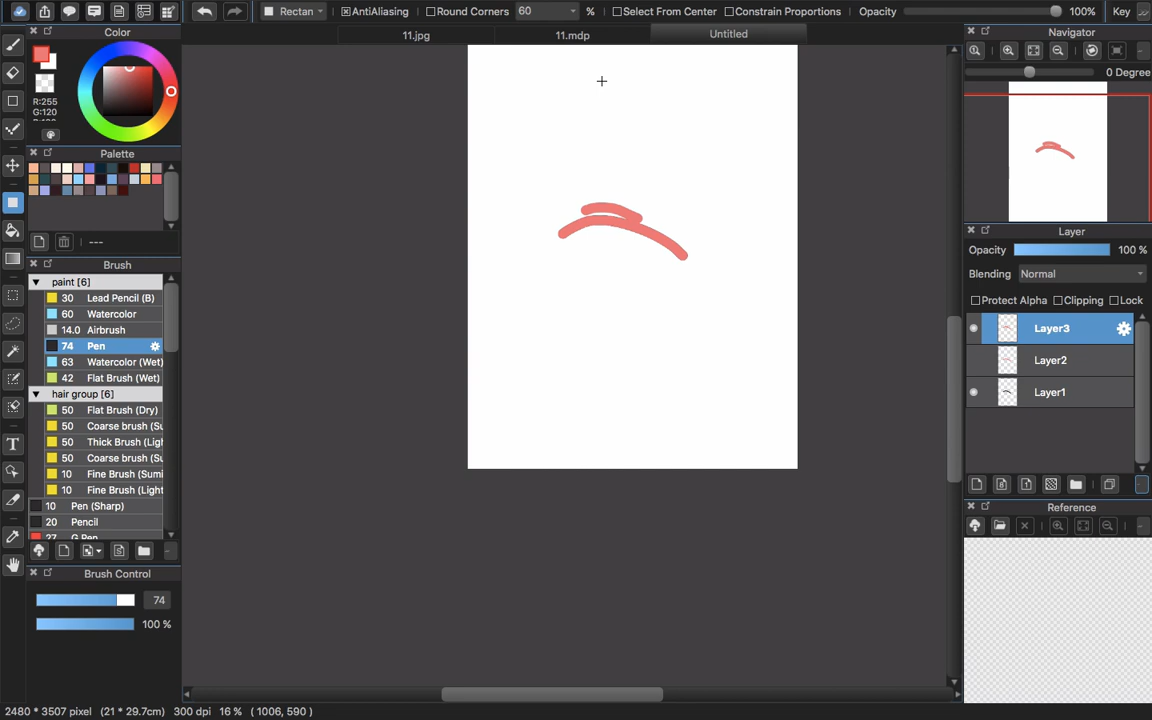 Rectan
AntiAliasing
Round Corners
60
%
Select From Center
Constrain Proportions
Opacity
100%
Key
Color
11.jpg
11.mdp
Untitled
Navigator
0 Degree
R:255
G:120
Palette
---
Brush
paint [6]
30 Lead Pencil (B)
60 Watercolor
14.0 Airbrush
74 Pen
63 Watercolor (Wet)
42 Flat Brush (Wet)
hair group [6]
50 Flat Brush (Dry)
50 Coarse brush (Su
50 Thick Brush (Ligh
50 Coarse brush (Su
10 Fine Brush (Sumi
10 Fine Brush (Light
10 Pen (Sharp)
20 Pencil
27 G Pen
Brush Control
74
100 %
Layer
Opacity
100 %
Blending
Normal
Protect Alpha
Clipping
Lock
Layer3
Layer2
Layer1
Reference
2480 * 3507 pixel (21 * 29.7cm) 300 dpi 16 % ( 1006, 590 )